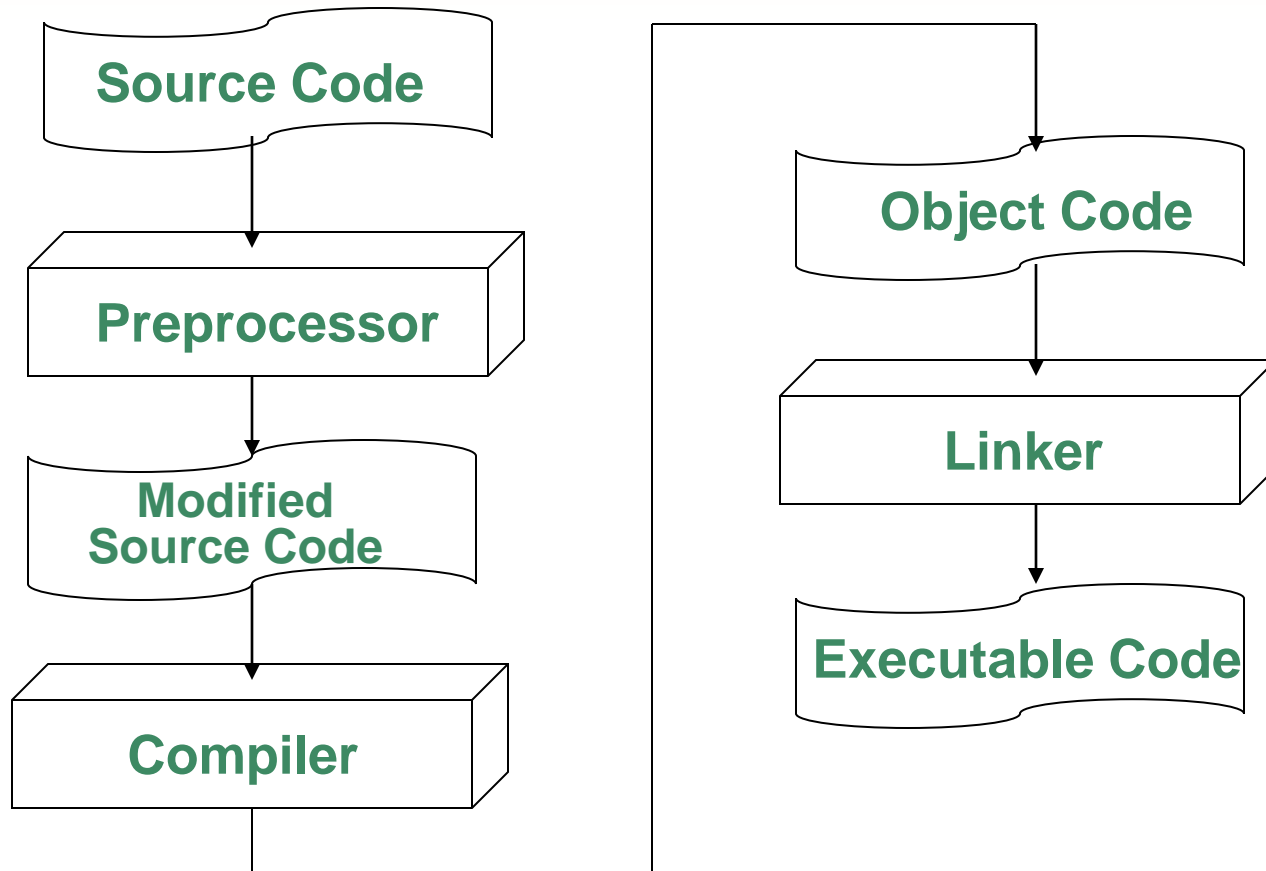 Source Code
Preprocessor
Modified
Source Code
Compiler
Object Code
Linker
Executable Code